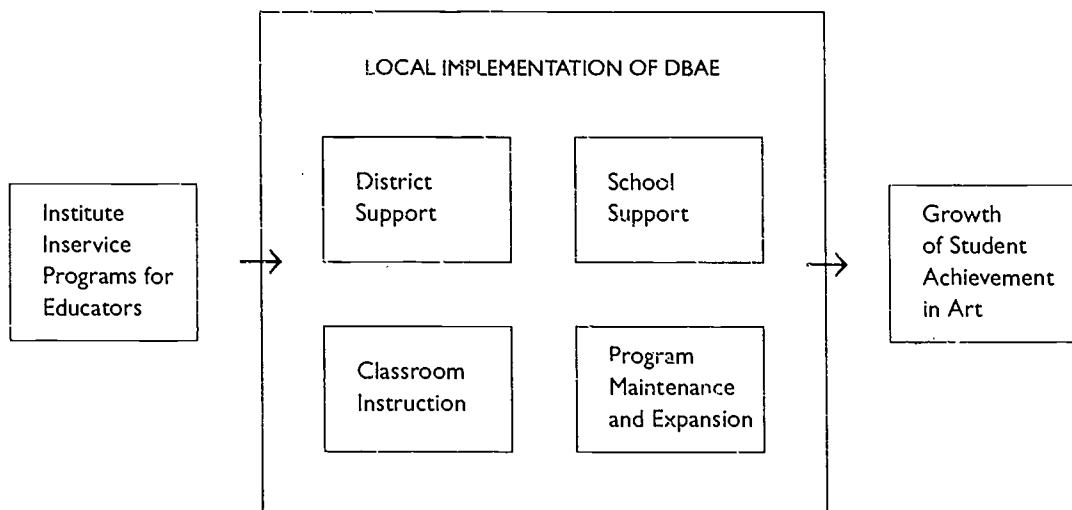 LOCAL IMPLEMENTATION OF DBAE
Institute
Inservice
Programs for
Educators
District
Support
School
Support
Classroom
Instruction
Program
Maintenance
and Expansion
Growth
of Student
Achievement
in Art